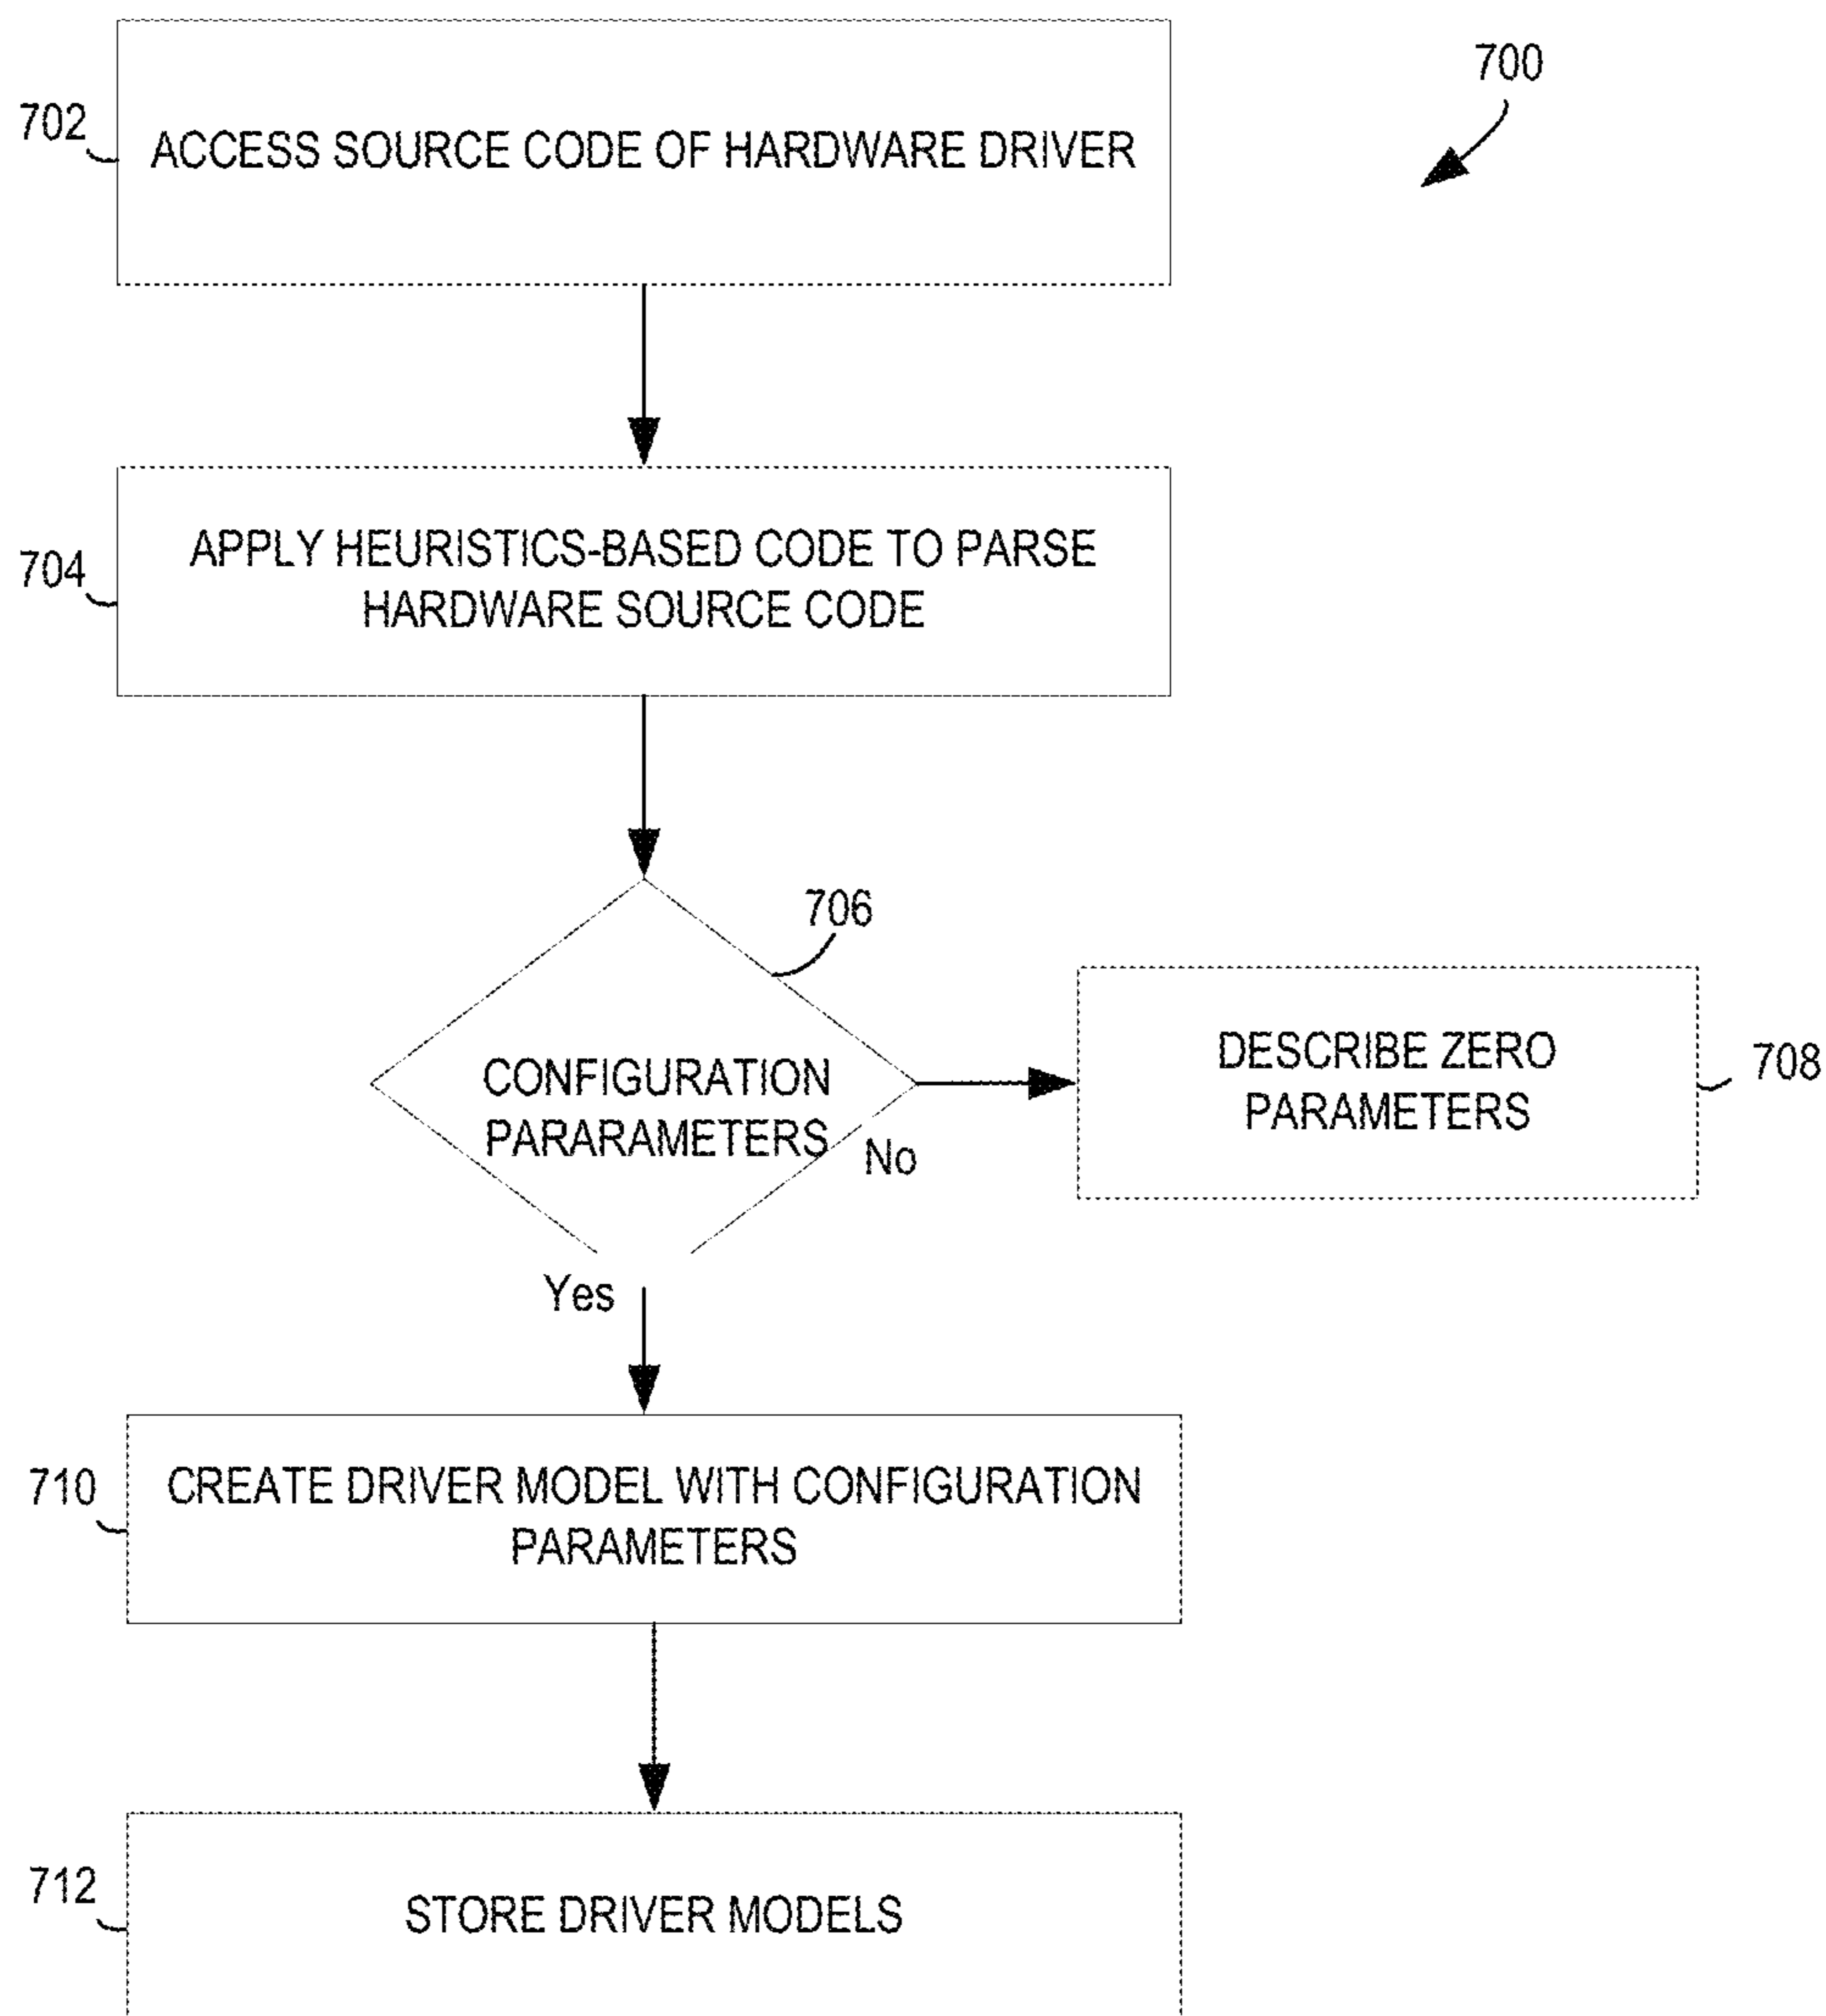 700
702
ACCESS SOURCE CODE OF HARDWARE DRIVER
704
APPLY HEURISTICS-BASED CODE TO PARSE
HARDWARE SOURCE CODE
706
CONFIGURATION
PARARAMETERS
No
DESCRIBE ZERO
PARAMETERS
708
Yes
710
CREATE DRIVER MODEL WITH CONFIGURATION
PARAMETERS
712
STORE DRIVER MODELS